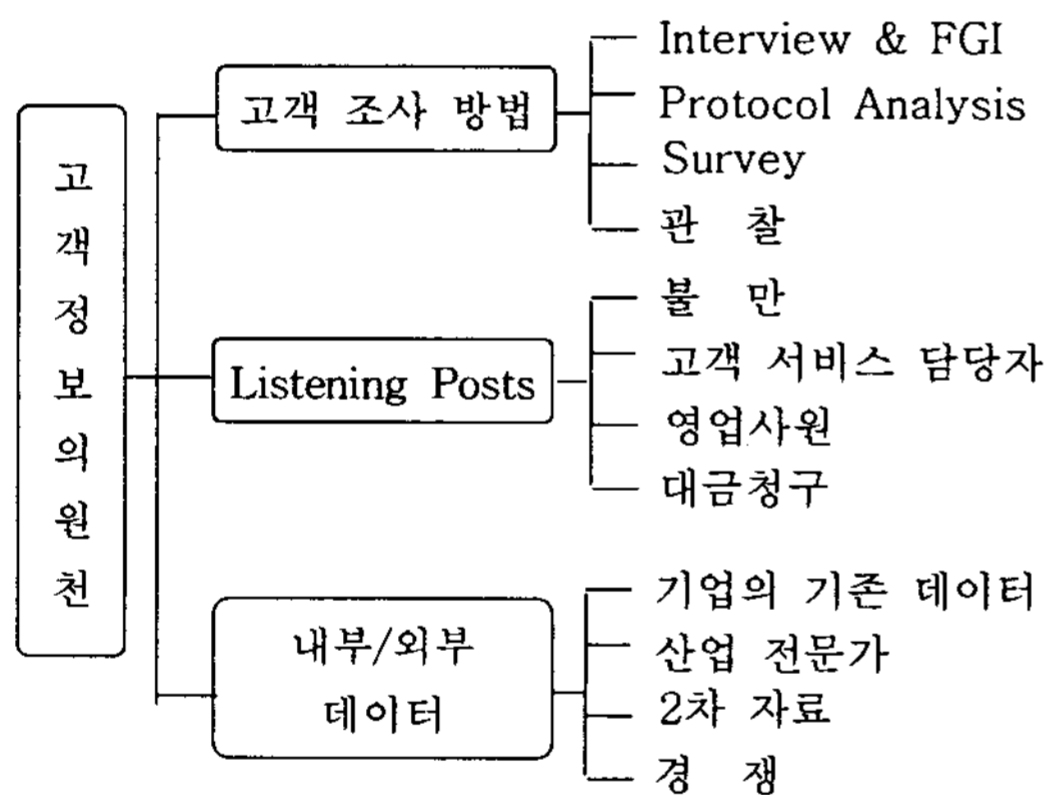 고객정보의원천
고객 조사 방법
Interview & FGI
Protocol Analysis
Survey
관 찰
Listening Posts
불 만
고객 서비스 담당자
영업사원
대금청구
내부/외부
데이터
기업의 기존 데이터
산업 전문가
2차 자료
경 쟁